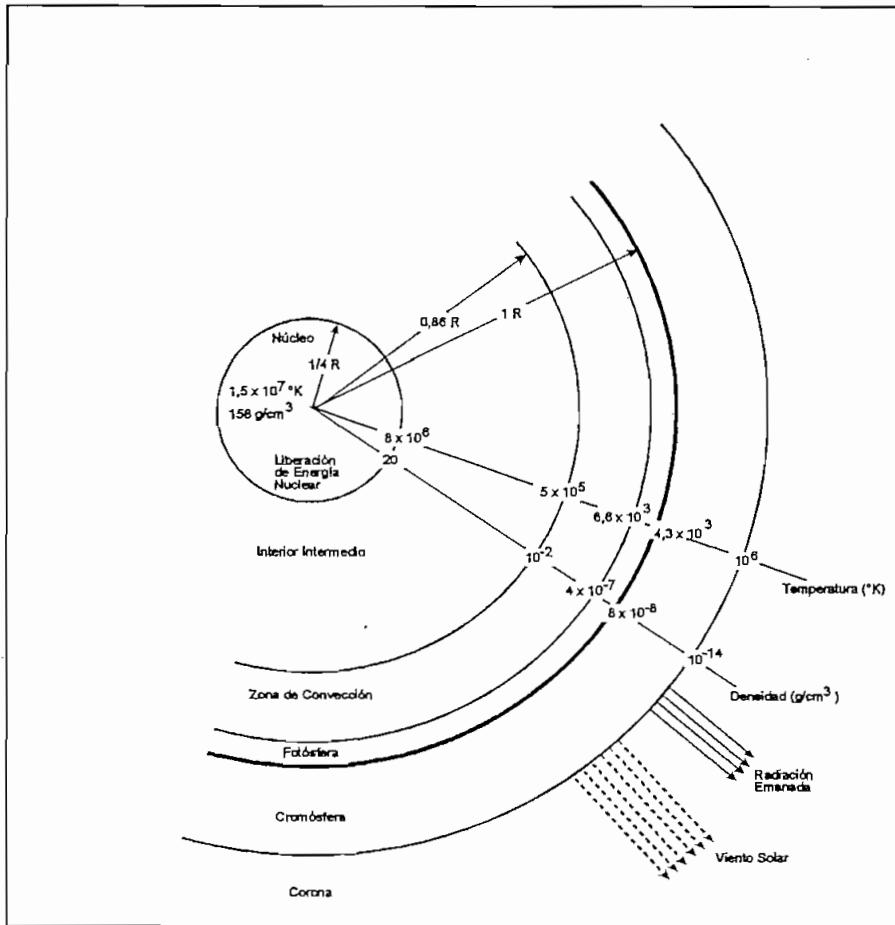 0,86 R
1 R
Núcleo
1/4 R
1,5 x 10⁷ °K
158 g/cm³
8 x 10⁶
20
Liberación
de Energía
Nuclear
5 x 10⁵
6,6 x 10³
4,3 x 10³
Interior Intermedio
10⁻²
10⁶
4 x 10⁻⁷
Temperatura (°K)
8 x 10⁻⁸
10⁻¹⁴
Zona de Convección
Densidad (g/cm³)
Fotósfera
Radiación
Emanada
Cromósfera
Viento Solar
Corona